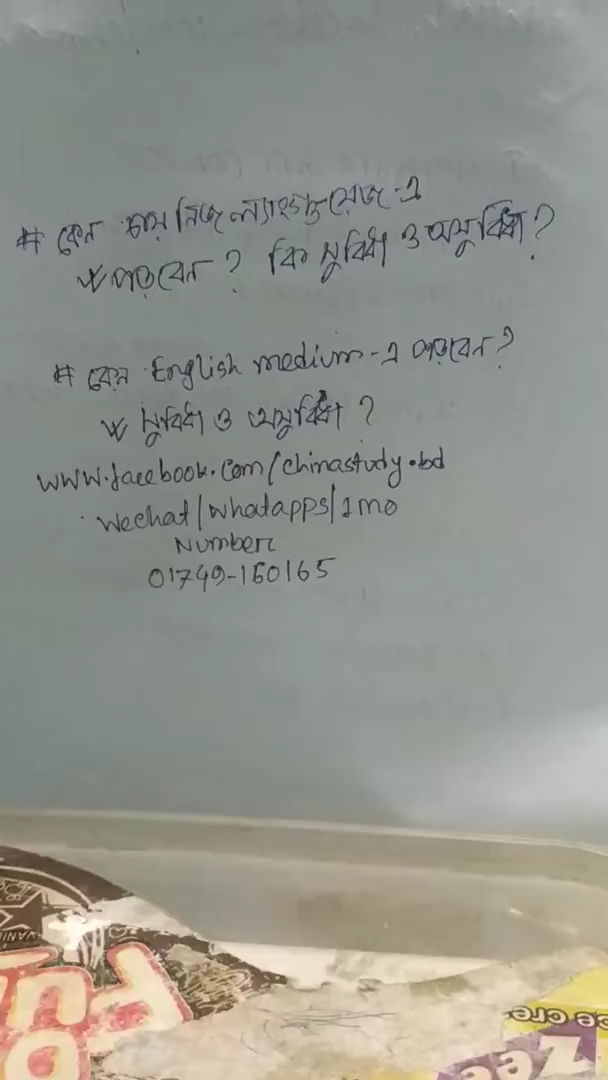 # কেন চায়নিজ ল্যাংগুয়েজ-এ
পড়বেন? কি সুবিধা ও অসুবিধা?
# কেন English medium-এ পড়বেন?
সুবিধা ও অসুবিধা?
www.facebook.com/chinastudy.bd
wechat/whatapps/imo
Number
01749-160165